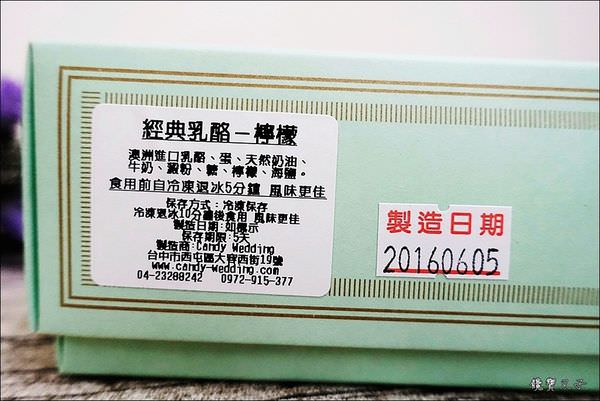 經典乳酪－檸檬
澳洲進口乳酪、蛋、天然奶油、
牛奶、澱粉、糖、檸檬、海鹽。
食用前自冷凍退冰5分鐘 風味更佳
保存方式：冷凍保存
冷凍退冰10分鐘後食用 風味更佳
製造日期：如標示
保存期限：5天
製造商：Candy Wedding
台中市西屯區大容西街19號
www.candy-wedding.com
04-23288242 0972-915-377
製造日期
20160605